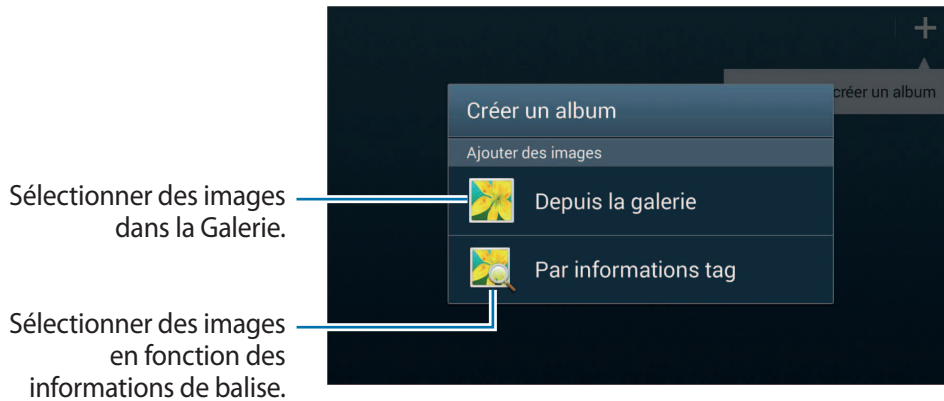 créer un album
Créer un album
Ajouter des images
Sélectionner des images
dans la Galerie.
Depuis la galerie
Par informations tag
Sélectionner des images
en fonction des
informations de balise.